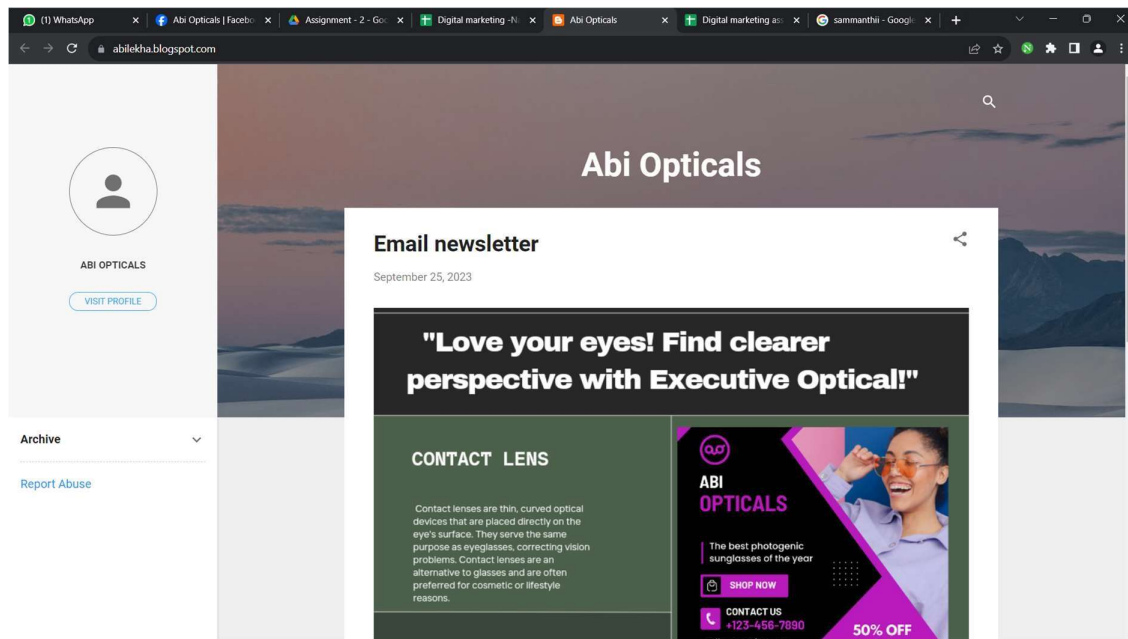 (1) WhatsApp
Abi Opticals | Facebo
Assignment - 2 - Goo
Digital marketing -N
Abi Opticals
Digital marketing ass
sammanthii - Google
abilekha.blogspot.com
Abi Opticals
ABI OPTICALS
VISIT PROFILE
Archive
Report Abuse
Email newsletter
September 25, 2023
"Love your eyes! Find clearer
perspective with Executive Optical!"
CONTACT LENS
Contact lenses are thin, curved optical
devices that are placed directly on the
eye's surface. They serve the same
purpose as eyeglasses, correcting vision
problems. Contact lenses are an
alternative to glasses and are often
preferred for cosmetic or lifestyle
reasons.
ABI
OPTICALS
The best photogenic
sunglasses of the year
SHOP NOW
CONTACT US
+123-456-7890
50% OFF